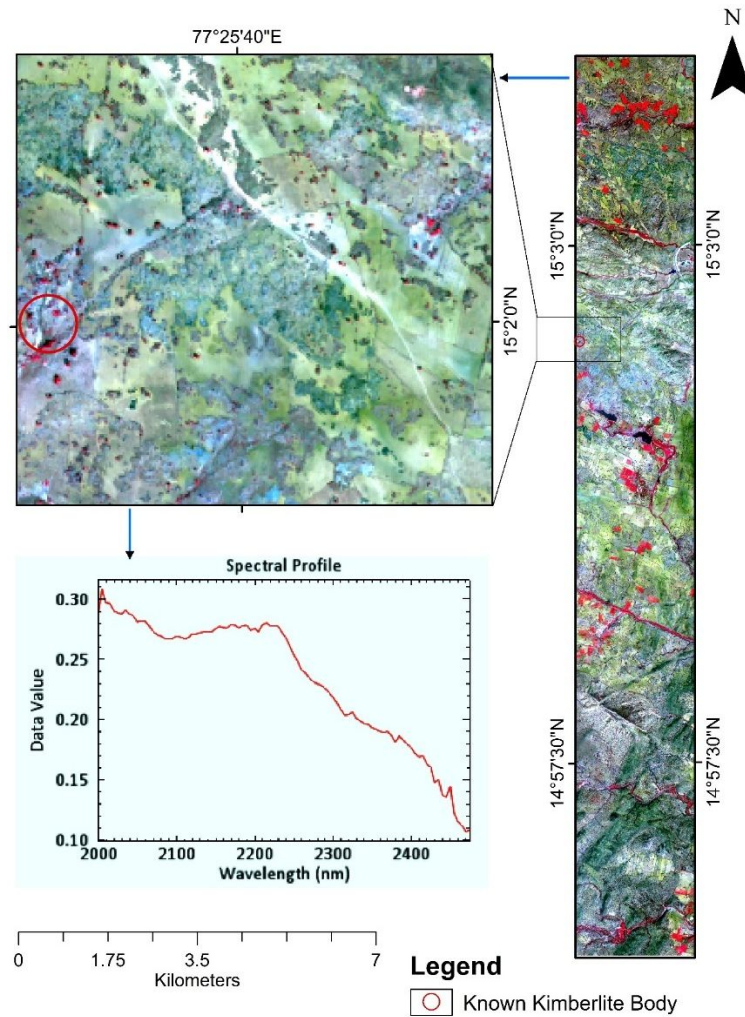 77°25'40"E
N
15°3'0"N
15°3'0"N
15°2'0"N
Spectral Profile
0.30
0.25
0.20
0.15
0.10
Data Value
2000 2100 2200 2300 2400
Wavelength (nm)
14°57'30"N
14°57'30"N
0 1.75 3.5 7
Kilometers
Legend
Known Kimberlite Body